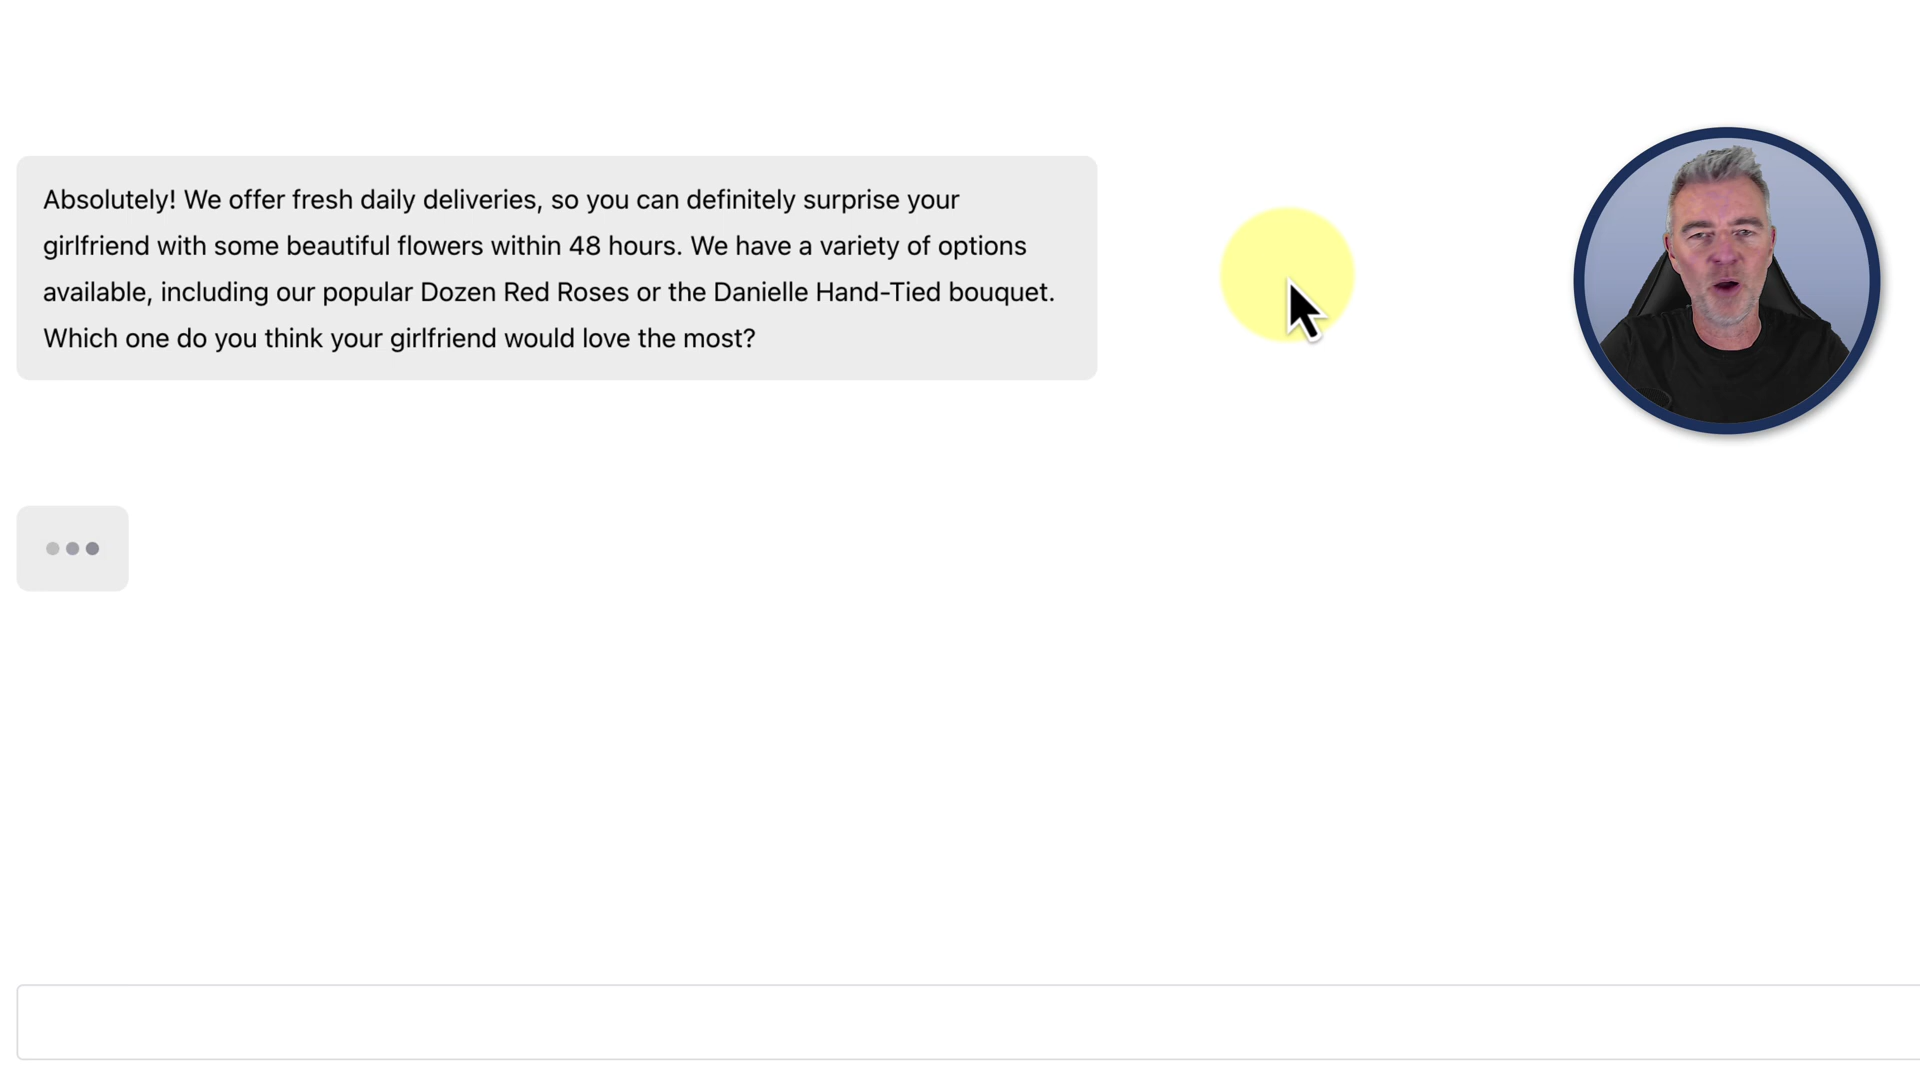 Absolutely! We offer fresh daily deliveries, so you can definitely surprise your
girlfriend with some beautiful flowers within 48 hours. We have a variety of options
available, including our popular Dozen Red Roses or the Danielle Hand-Tied bouquet.
Which one do you think your girlfriend would love the most?